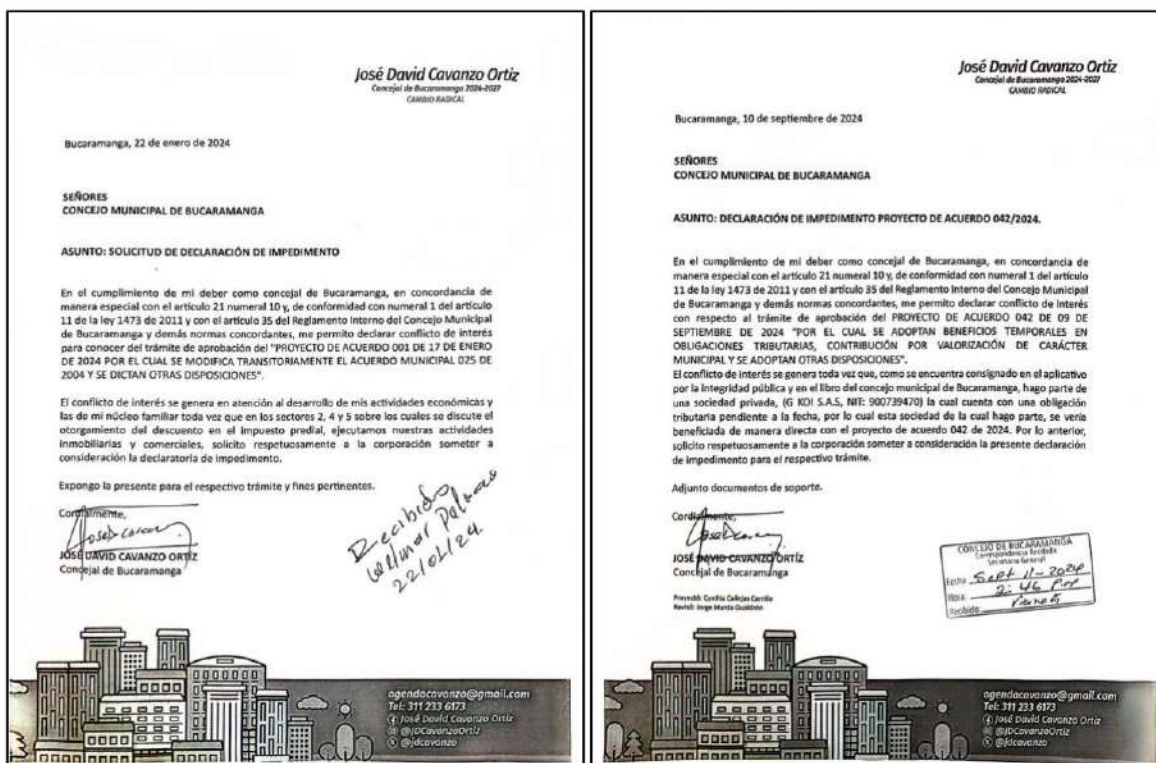 José David Cavanzo Ortiz
Concejal de Bucaramanga 2024-2027
CAMBIO RADICAL
Bucaramanga, 22 de enero de 2024
SEÑORES
CONCEJO MUNICIPAL DE BUCARAMANGA
ASUNTO: SOLICITUD DE DECLARACIÓN DE IMPEDIMENTO
En el cumplimiento de mi deber como concejal de Bucaramanga, en concordancia de
manera especial con el artículo 21 numeral 10 y, de conformidad con numeral 1 del artículo
11 de la ley 1473 de 2011 y con el artículo 35 del Reglamento Interno del Concejo Municipal
de Bucaramanga y demás normas concordantes, me permito declarar conflicto de interés
para conocer del trámite de aprobación del "PROYECTO DE ACUERDO 001 DE 17 DE ENERO
DE 2024 POR EL CUAL SE MODIFICA TRANSITORIAMENTE EL ACUERDO MUNICIPAL 025 DE
2004 Y SE DICTAN OTRAS DISPOSICIONES".
El conflicto de interés se genera en atención al desarrollo de mis actividades económicas y
las de mi núcleo familiar toda vez que en los sectores 2, 4 y 5 sobre los cuales se discute el
otorgamiento del descuento en el impuesto predial, ejecutamos nuestras actividades
inmobiliarias y comerciales, solicito respetuosamente a la corporación someter a
consideración la declaratoria de impedimento.
Expongo la presente para el respectivo trámite y fines pertinentes.
Cordialmente,
JOSÉ DAVID CAVANZO ORTIZ
Concejal de Bucaramanga
Recibido
22/01/24.
agendacavanzo@gmail.com
Tel: 311 233 6173
José David Cavanzo Ortiz
@JDCavanzoOrtiz
@jdcavanzo
José David Cavanzo Ortiz
Concejal de Bucaramanga 2024-2027
CAMBIO RADICAL
Bucaramanga, 10 de septiembre de 2024
SEÑORES
CONCEJO MUNICIPAL DE BUCARAMANGA
ASUNTO: DECLARACIÓN DE IMPEDIMENTO PROYECTO DE ACUERDO 042/2024.
En el cumplimiento de mi deber como concejal de Bucaramanga, en concordancia de
manera especial con el artículo 21 numeral 10 y, de conformidad con numeral 1 del artículo
11 de la ley 1473 de 2011 y con el artículo 35 del Reglamento Interno del Concejo Municipal
de Bucaramanga y demás normas concordantes, me permito declarar conflicto de interés
con respecto al trámite de aprobación del PROYECTO DE ACUERDO 042 DE 09 DE
SEPTIEMBRE DE 2024 "POR EL CUAL SE ADOPTAN BENEFICIOS TEMPORALES EN
OBLIGACIONES TRIBUTARIAS, CONTRIBUCIÓN POR VALORIZACIÓN DE CARÁCTER
MUNICIPAL Y SE ADOPTAN OTRAS DISPOSICIONES".
El conflicto de interés se genera toda vez que, como se encuentra consignado en el aplicativo
por la integridad pública y en el libro del concejo municipal de Bucaramanga, hago parte de
una sociedad privada, (G KOI S.A.S, NIT: 900739470) la cual cuenta con una obligación
tributaria pendiente a la fecha, por lo cual esta sociedad de la cual hago parte, se vería
beneficiada de manera directa con el proyecto de acuerdo 042 de 2024. Por lo anterior,
solicito respetuosamente a la corporación someter a consideración la presente declaración
de impedimento para el respectivo trámite.
Adjunto documentos de soporte.
Cordialmente,
JOSÉ DAVID CAVANZO ORTÍZ
Concejal de Bucaramanga
Proyectó: Cynthia Callejas Carrillo
Revisó: Jorge Murcia Gualdrón
CONCEJO DE BUCARAMANGA
Correspondencia Recibida
Secretaria General
Fecha: Sept 11-2024
Hora: 2:46 P.m
Recibido:
agendacavanzo@gmail.com
Tel: 311 233 6173
José David Cavanzo Ortiz
@JDCavanzoOrtiz
@jdcavanzo